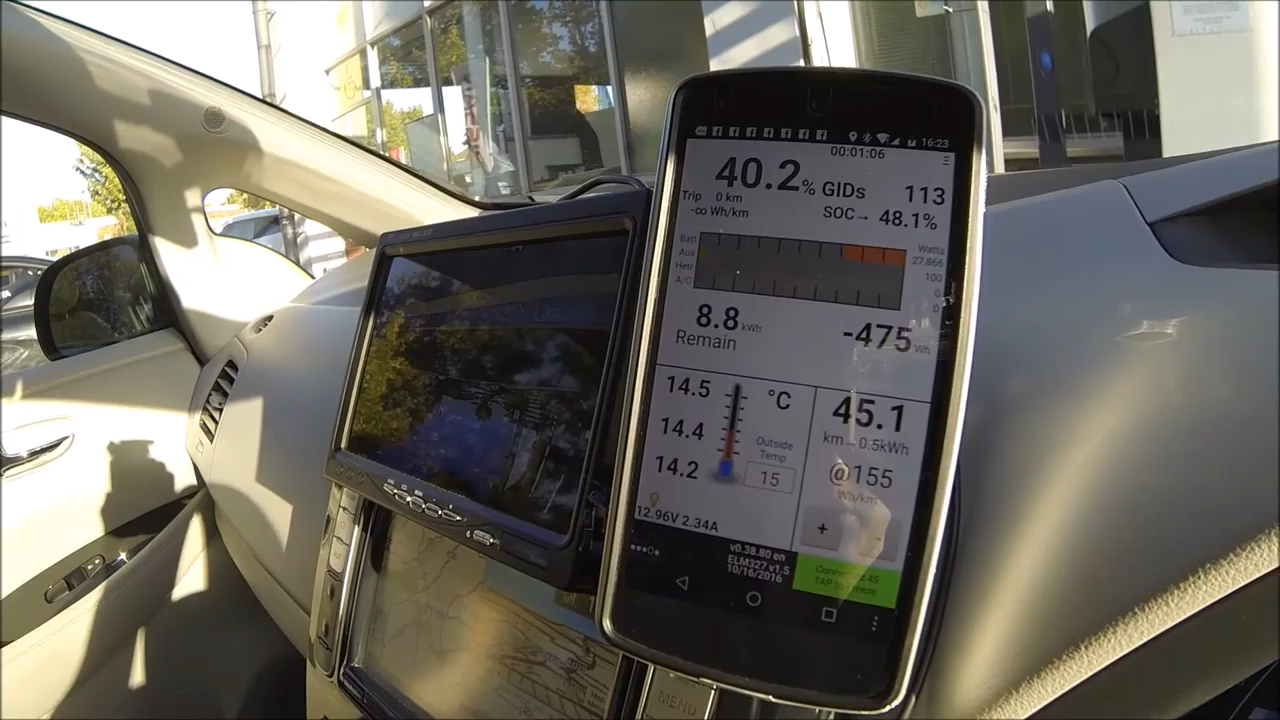 16:23
00:01:06
40.2% GIDs 113
Trip 0 km
-∞ Wh/km
SOC→ 48.1%
Batt
Aux
Htr
A/C
Watts
27,866
100
0
0
8.8 kWh
Remain
-475 Wh
14.5
14.4
14.2
°C
Outside
Temp
15
45.1
km→0.5kWh
@155
Wh/km
+
12.96V 2.34A
v0.38.80 en
ELM327 v1.5
10/16/2016
TAP to Freeze
MENU